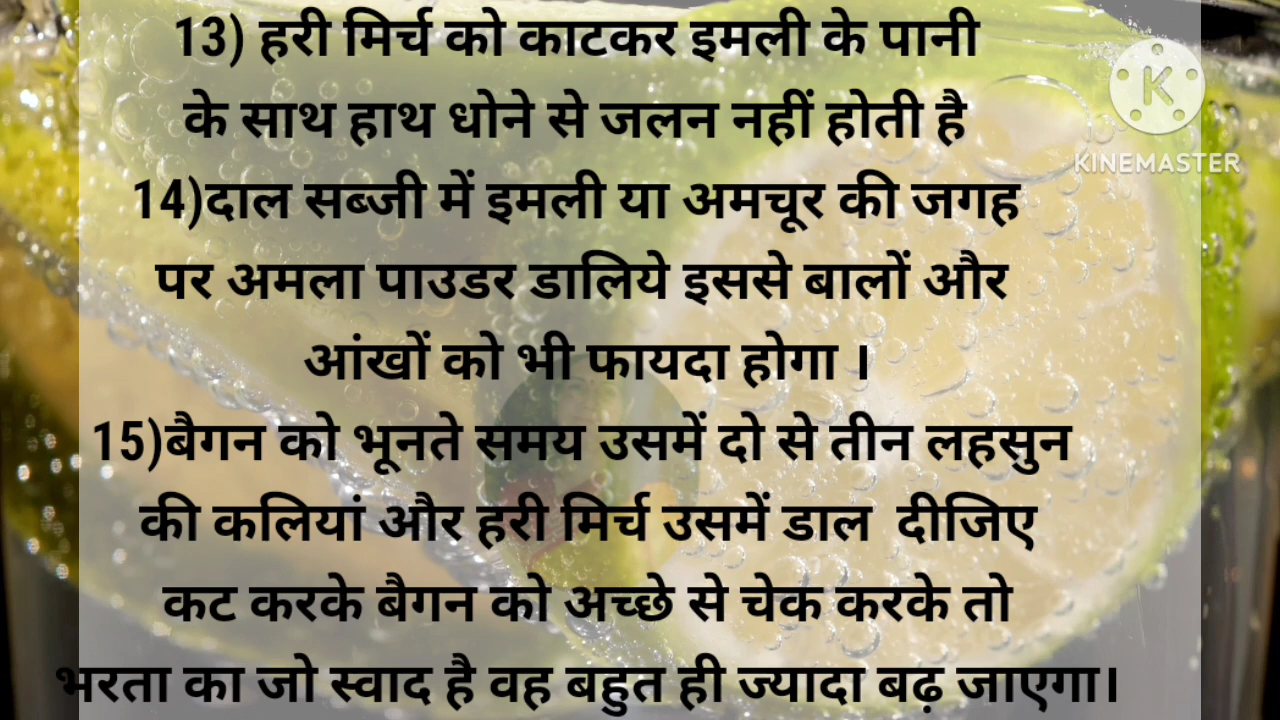 13) हरी मिर्च को काटकर इमली के पानी
के साथ हाथ धोने से जलन नहीं होती है
KINEMASTER
14)दाल सब्जी में इमली या अमचूर की जगह
पर अमला पाउडर डालिये इससे बालों और
आंखों को भी फायदा होगा ।
15)बैगन को भूनते समय उसमें दो से तीन लहसुन
की कलियां और हरी मिर्च उसमें डाल दीजिए
कट करके बैगन को अच्छे से चेक करके तो
भरता का जो स्वाद है वह बहुत ही ज्यादा बढ़ जाएगा।